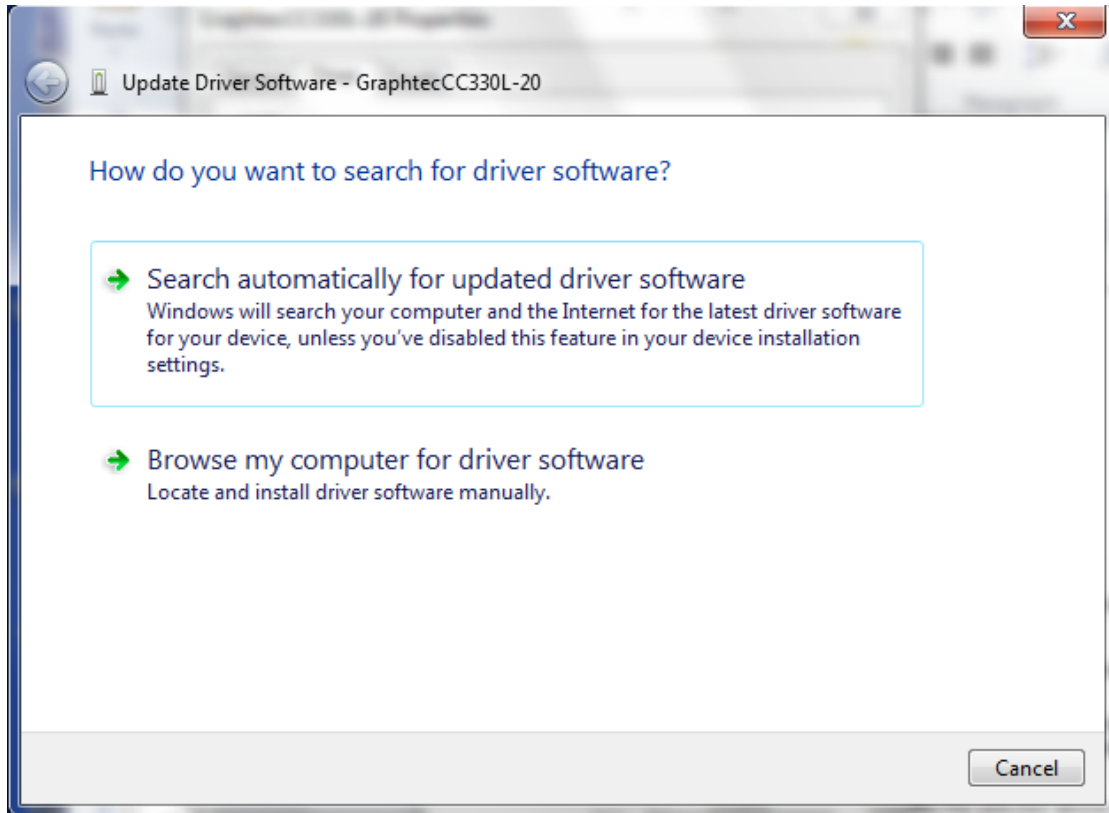 Update Driver Software - GraphtecCC330L-20
How do you want to search for driver software?
Search automatically for updated driver software
Windows will search your computer and the Internet for the latest driver software
for your device, unless you've disabled this feature in your device installation
settings.
Browse my computer for driver software
Locate and install driver software manually.
Cancel